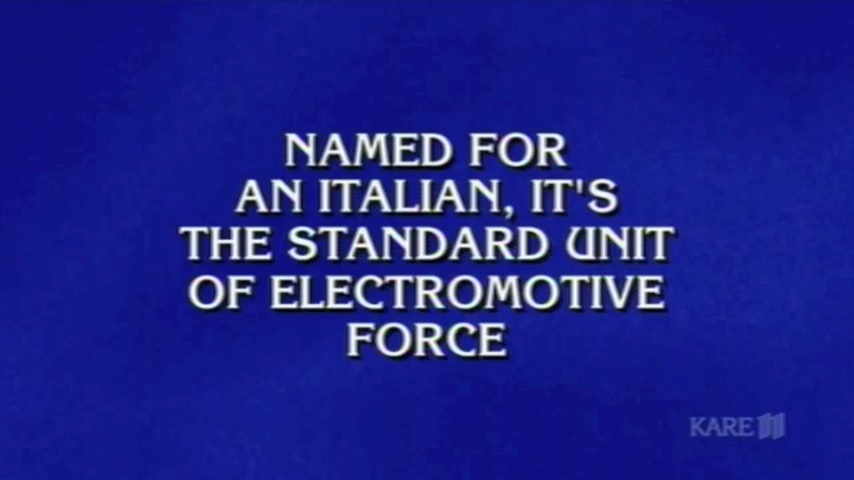 NAMED FOR
AN ITALIAN, IT'S
THE STANDARD UNIT
OF ELECTROMOTIVE
FORCE
KARE 11